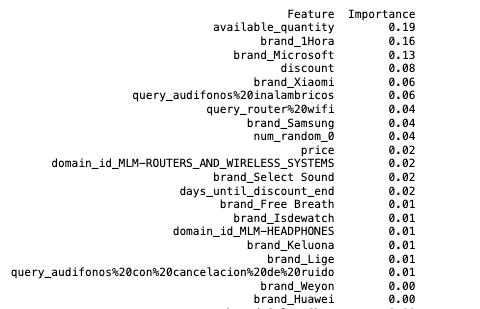 Feature Importance
available_quantity 0.19
brand_1Hora 0.16
brand_Microsoft 0.13
discount 0.08
brand_Xiaomi 0.06
query_audifonos%20inalambricos 0.06
query_router%20wifi 0.04
brand_Samsung 0.04
num_random_0 0.04
price 0.02
domain_id_MLM-ROUTERS_AND_WIRELESS_SYSTEMS 0.02
brand_Select Sound 0.02
days_until_discount_end 0.02
brand_Free Breath 0.01
brand_Isdewatch 0.01
domain_id_MLM-HEADPHONES 0.01
brand_Keluona 0.01
brand_Lige 0.01
query_audifonos%20con%20cancelacion%20de%20ruido 0.01
brand_Weyon 0.00
brand_Huawei 0.00